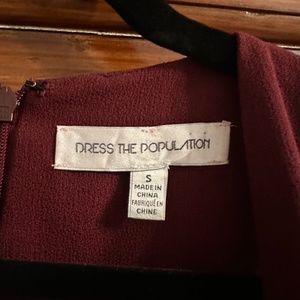 DRESS THE POPULATION
S
MADE IN
CHINA
FABRIQUÉ EN
CHINE